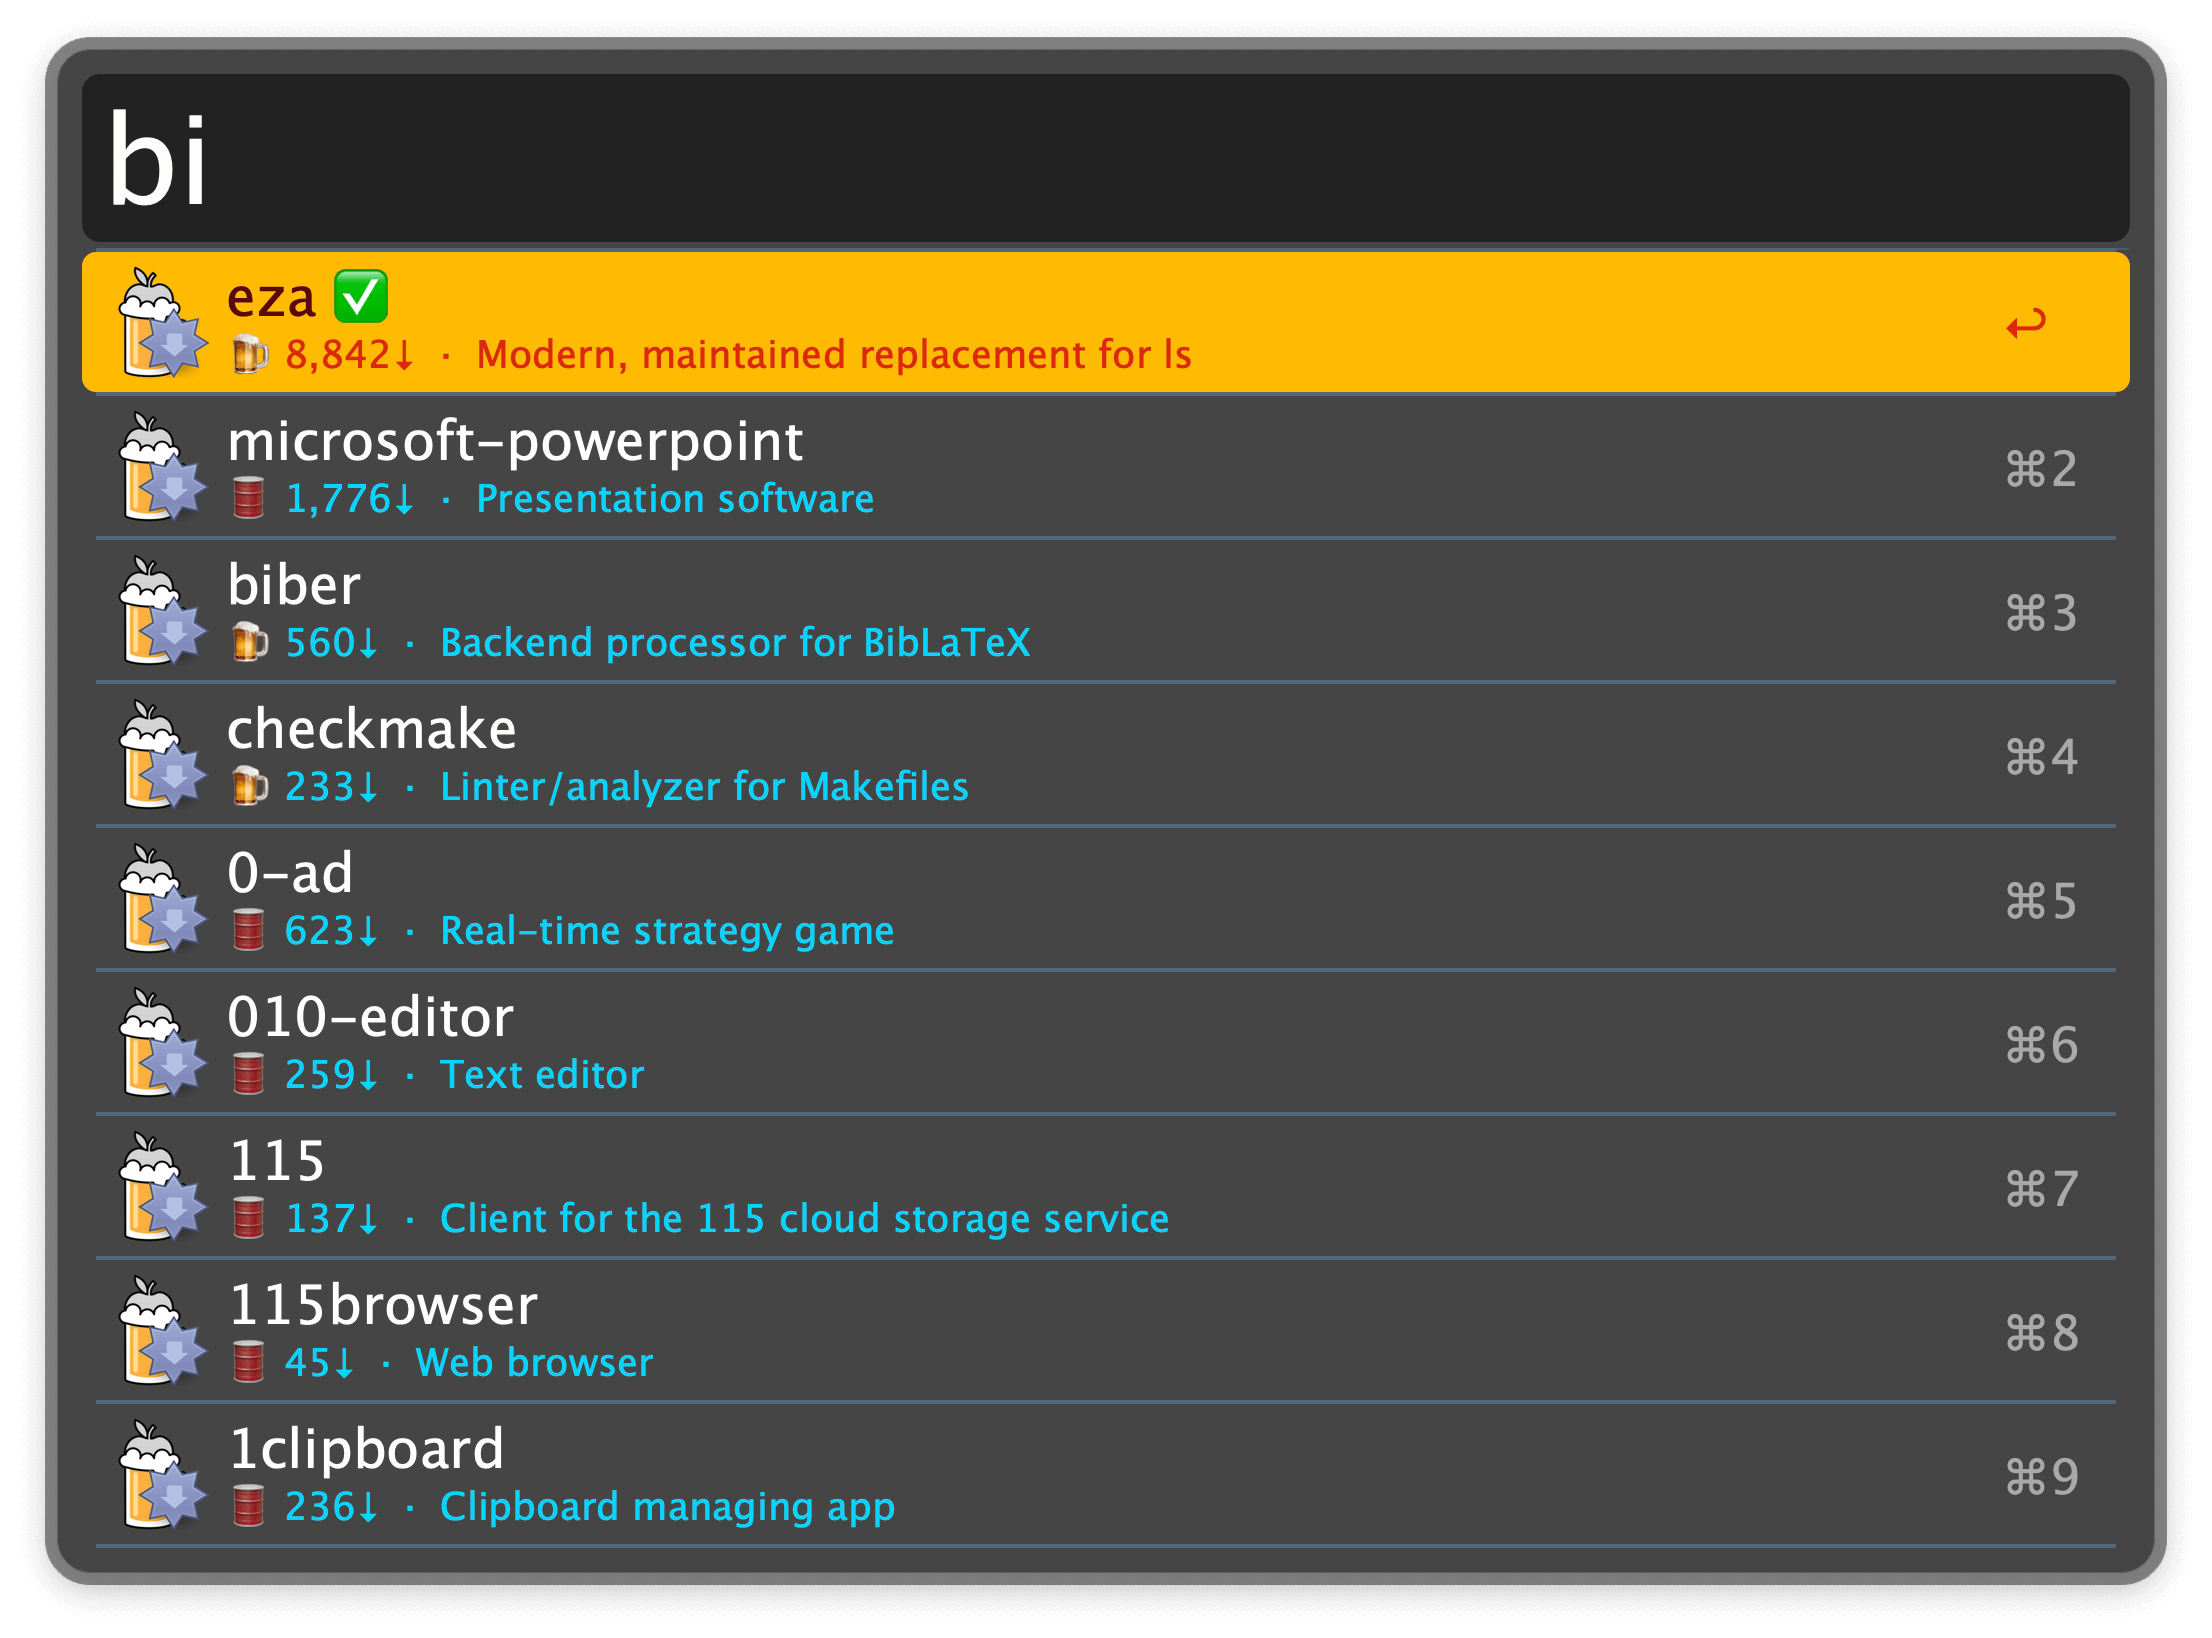 bi
eza ✅
🍺 8,842↓ · Modern, maintained replacement for ls
↩
microsoft-powerpoint
🛢 1,776↓ · Presentation software
⌘2
biber
🍺 560↓ · Backend processor for BibLaTeX
⌘3
checkmake
🍺 233↓ · Linter/analyzer for Makefiles
⌘4
0-ad
🛢 623↓ · Real-time strategy game
⌘5
010-editor
🛢 259↓ · Text editor
⌘6
115
🛢 137↓ · Client for the 115 cloud storage service
⌘7
115browser
🛢 45↓ · Web browser
⌘8
1clipboard
🛢 236↓ · Clipboard managing app
⌘9